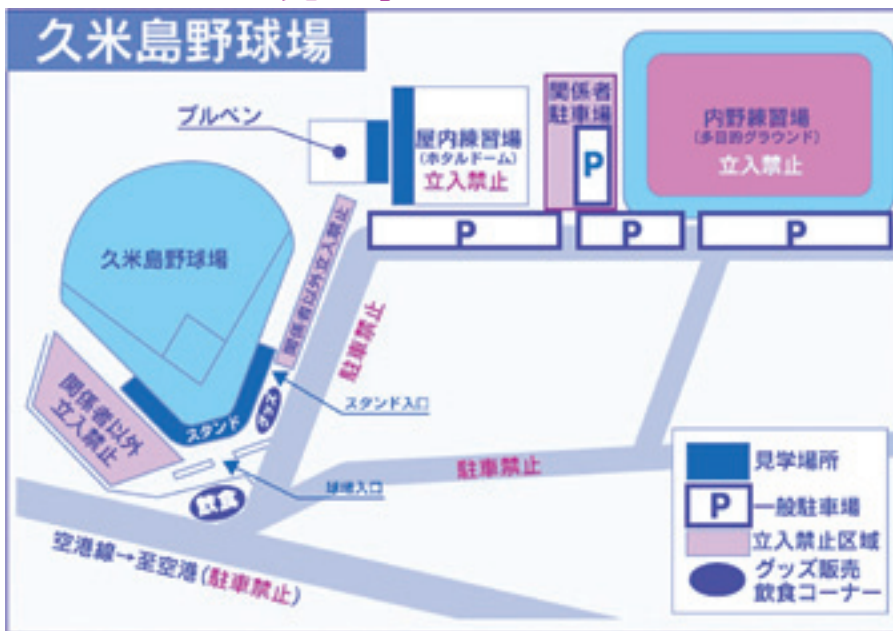 久米島野球場
ブルペン
屋内練習場
(ホタルドーム)
立入禁止
関係者
駐車場
P
内野練習場
(多目的グラウンド)
立入禁止
P
P
P
久米島野球場
関係者以外立入禁止
駐車禁止
関係者以外
立入禁止
スタンド
グッズ
スタンド入口
駐車禁止
球場入口
飲食
空港線→至空港(駐車禁止)
見学場所
P 一般駐車場
立入禁止区域
グッズ販売
飲食コーナー